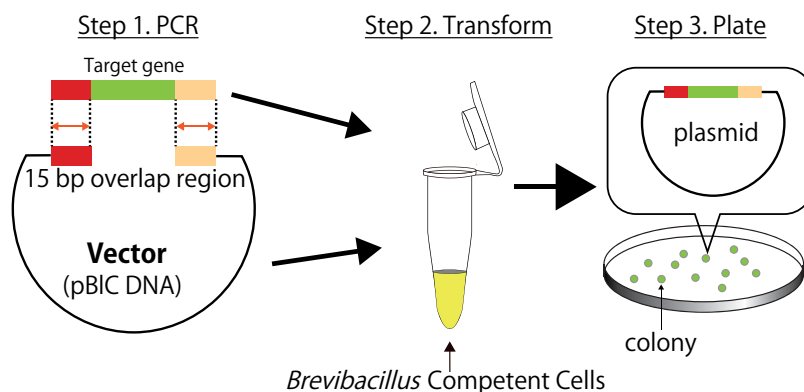 Step 1. PCR
Step 2. Transform
Step 3. Plate
Target gene
15 bp overlap region
Vector
(pBIC DNA)
plasmid
colony
Brevibacillus Competent Cells